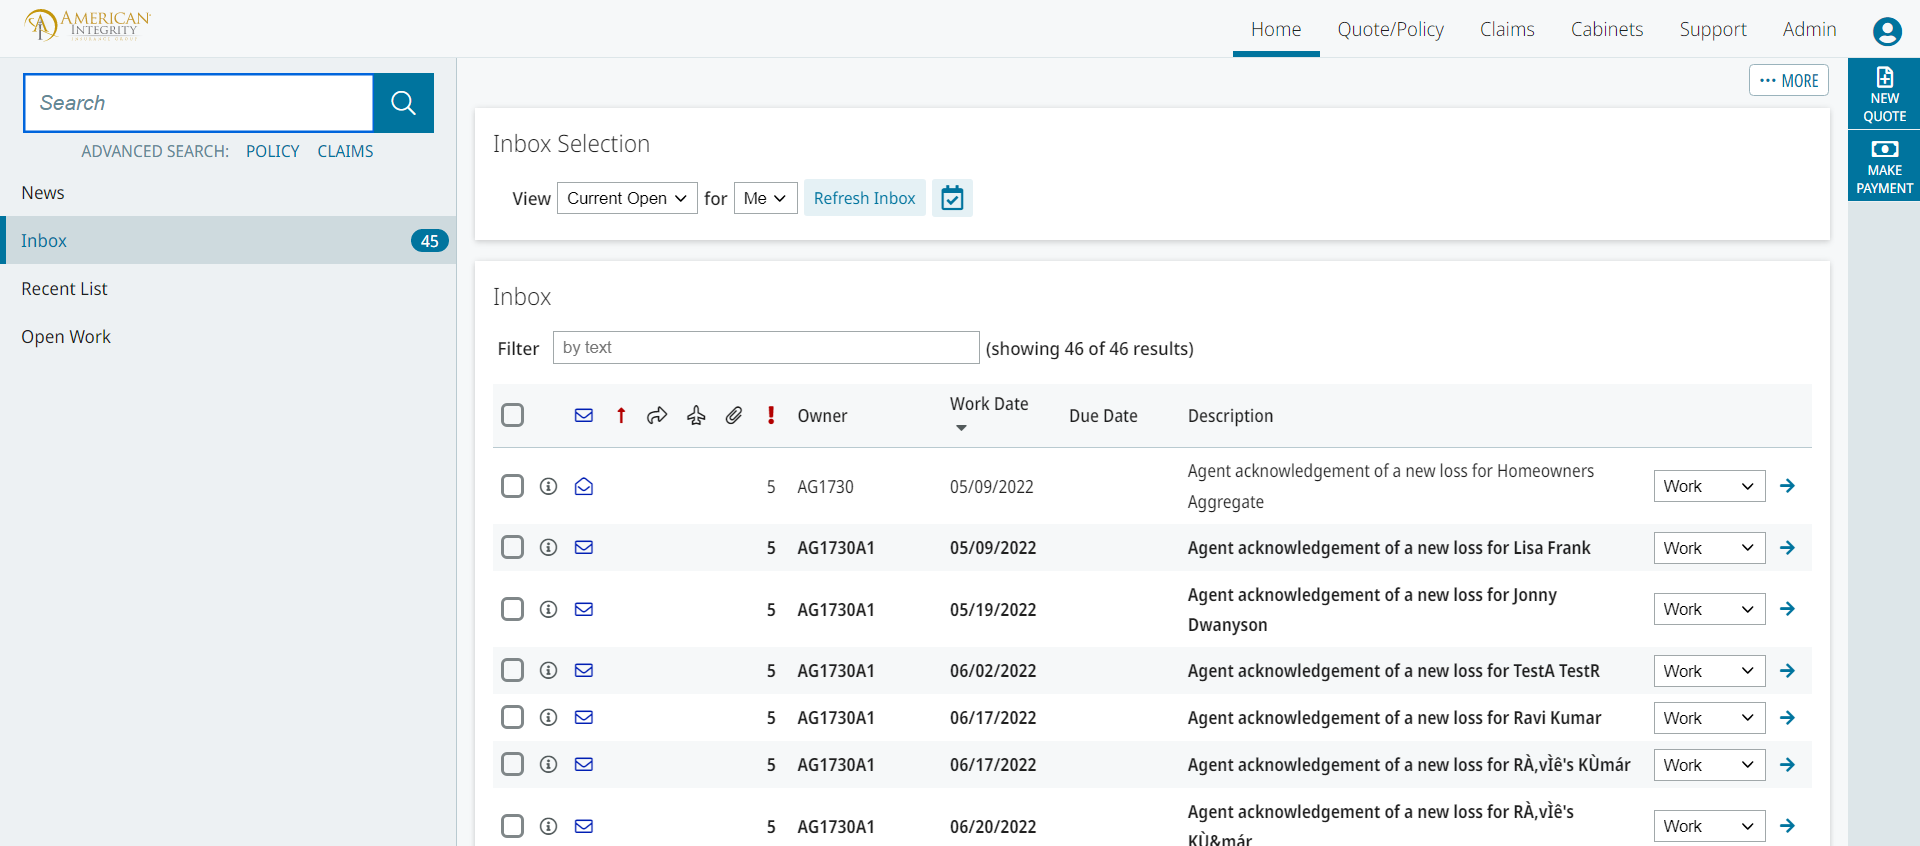 AMERICAN
INTEGRITY
INSURANCE GROUP
Home Quote/Policy Claims Cabinets Support Admin
Search
ADVANCED SEARCH: POLICY CLAIMS
News
Inbox 45
Recent List
Open Work
··· MORE
NEW
QUOTE
MAKE
PAYMENT
Inbox Selection
View Current Open for Me Refresh Inbox
Inbox
Filter by text (showing 46 of 46 results)
Owner Work Date Due Date Description
5 AG1730 05/09/2022 Agent acknowledgement of a new loss for Homeowners
Aggregate Work
5 AG1730A1 05/09/2022 Agent acknowledgement of a new loss for Lisa Frank Work
5 AG1730A1 05/19/2022 Agent acknowledgement of a new loss for Jonny
Dwanyson Work
5 AG1730A1 06/02/2022 Agent acknowledgement of a new loss for TestA TestR Work
5 AG1730A1 06/17/2022 Agent acknowledgement of a new loss for Ravi Kumar Work
5 AG1730A1 06/17/2022 Agent acknowledgement of a new loss for RÀ,vÌê's KÙmár Work
5 AG1730A1 06/20/2022 Agent acknowledgement of a new loss for RÀ,vÌê's
KÙ&már Work